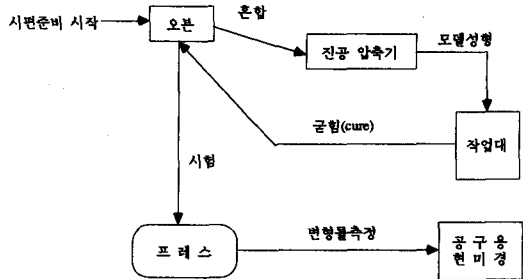 시편준비 시작
오븐
혼합
진공 압축기
모델성형
작업대
굳힘(cure)
시험
프 레 스
변형률측정
공 구 용
현 미 경